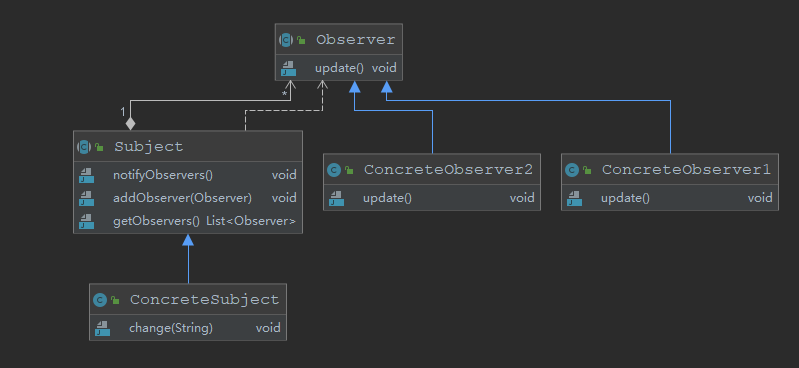 Observer
update() void
*
1
Subject
notifyObservers() void
addObserver(Observer) void
getObservers() List<Observer>
ConcreteObserver2
update() void
ConcreteObserver1
update() void
ConcreteSubject
change(String) void